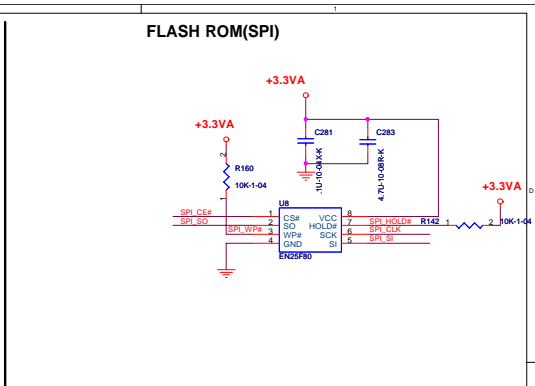 1
FLASH ROM(SPI)
+3.3VA
+3.3VA
C281
.1U-10-04X-K
C283
4.7U-10-08R-K
2
R160
10K-1-04
1
+3.3VA
D
U8
SPI_CE# 1 CS# VCC 8
SPI_SO 2 SO HOLD# 7 SPI_HOLD# R142 1 2 10K-1-04
SPI_WP# 3 WP# SCK 6 SPI_CLK
4 GND SI 5 SPI_SI
EN25F80